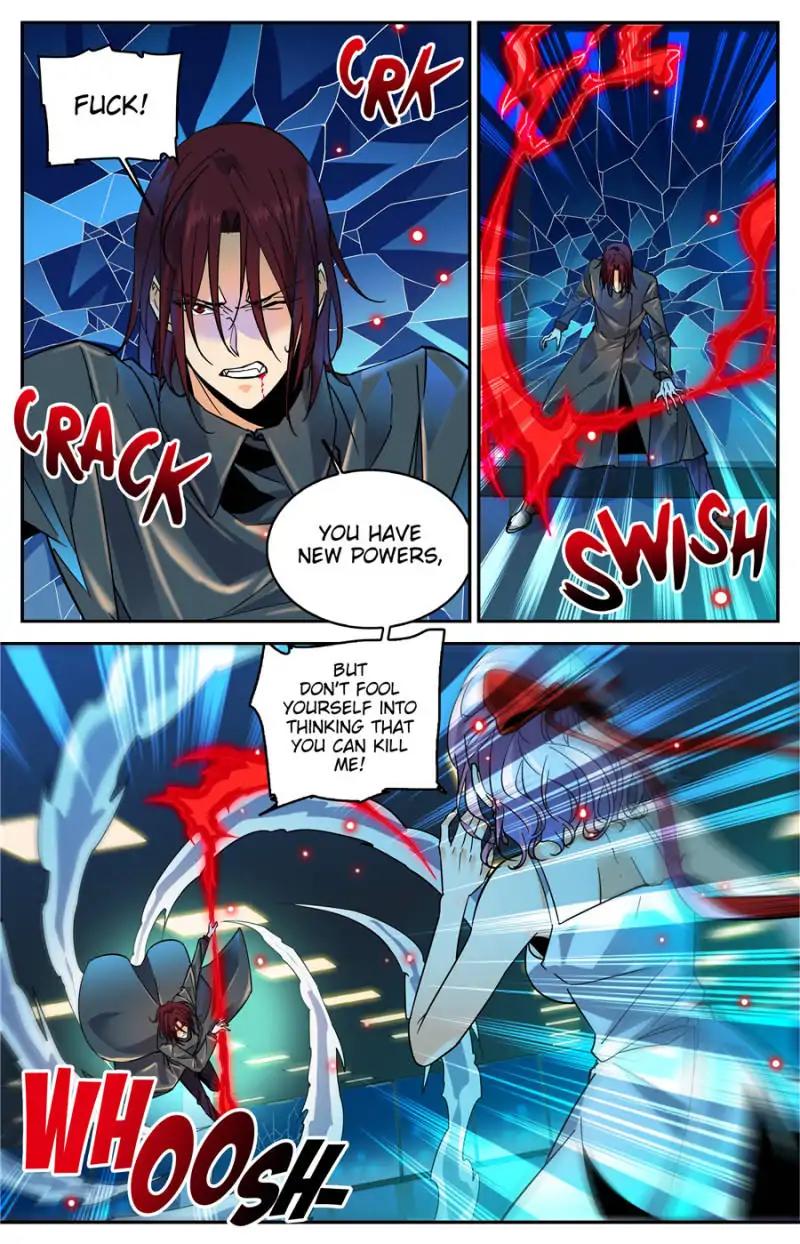 FUCK!
CRK
CRACK
YOU HAVE
NEW POWERS,
SWISH
BUT
DON'T FOOL
YOURSELF INTO
THINKING THAT
YOU CAN KILL
ME!
WHOOSH-